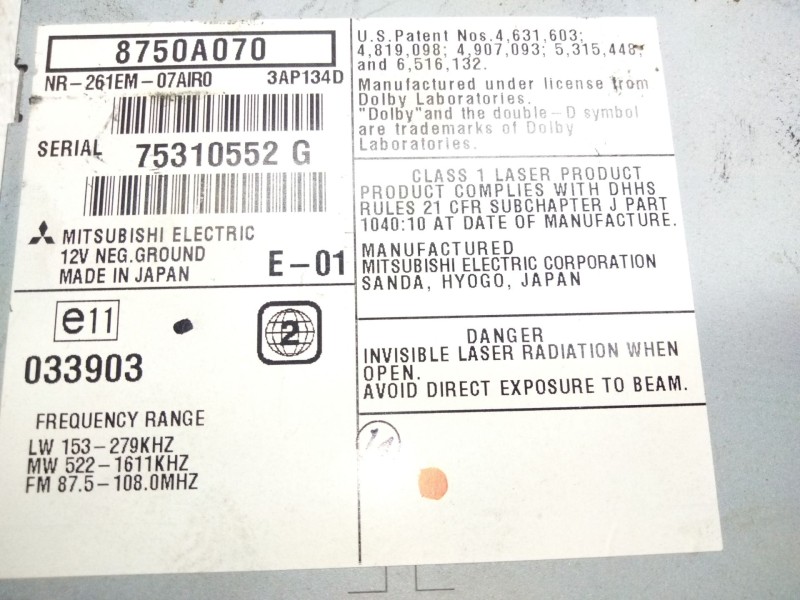 8750A070
NR-261EM-07AIR0 3AP134D
SERIAL 75310552 G
MITSUBISHI ELECTRIC
12V NEG.GROUND
MADE IN JAPAN E-01
e11
2
033903
FREQUENCY RANGE
LW 153-279KHZ
MW 522-1611KHZ
FM 87.5-108.0MHZ
U.S.Patent Nos.4,631,603;
4,819,098; 4,907,093; 5,315,448;
and 6,516,132.
Manufactured under license from
Dolby Laboratories.
"Dolby"and the double-D symbol
are trademarks of Dolby
Laboratories.
CLASS 1 LASER PRODUCT
PRODUCT COMPLIES WITH DHHS
RULES 21 CFR SUBCHAPTER J PART
1040:10 AT DATE OF MANUFACTURE.
MANUFACTURED
MITSUBISHI ELECTRIC CORPORATION
SANDA, HYOGO, JAPAN
DANGER
INVISIBLE LASER RADIATION WHEN
OPEN.
AVOID DIRECT EXPOSURE TO BEAM.